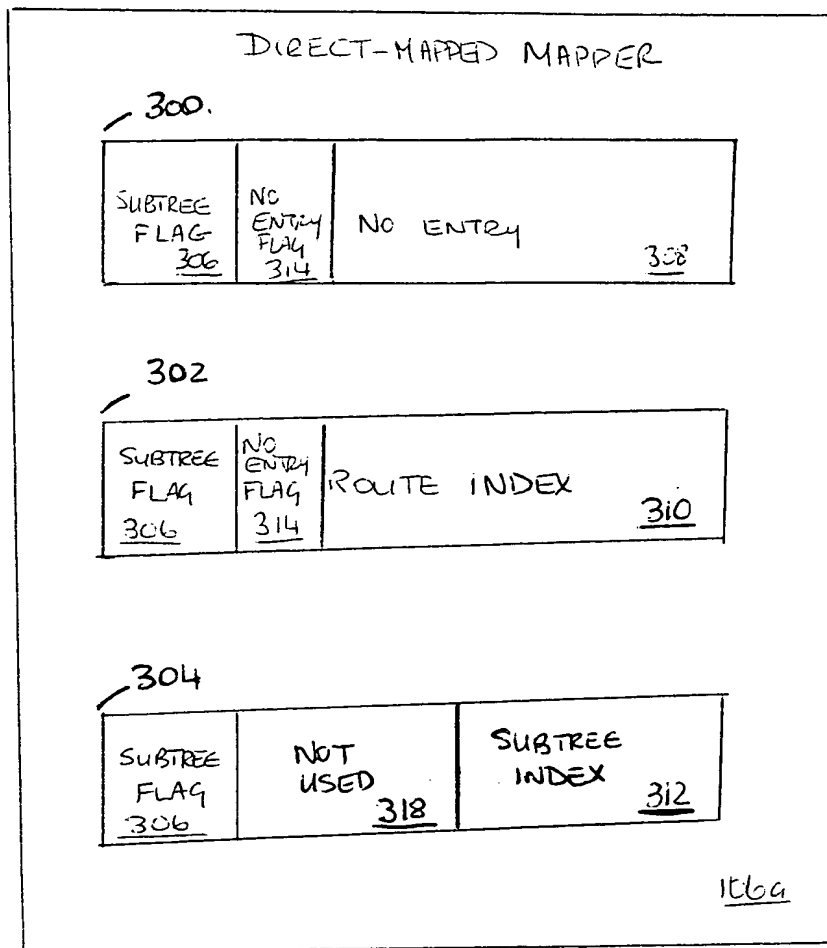 DIRECT-MAPPED MAPPER
300.
SUBTREE
FLAG
306
NO
ENTRY
FLAG
314
NO ENTRY
308
302
SUBTREE
FLAG
306
NO
ENTRY
FLAG
314
ROUTE INDEX
310
304
SUBTREE
FLAG
306
NOT
USED
318
SUBTREE
INDEX
312